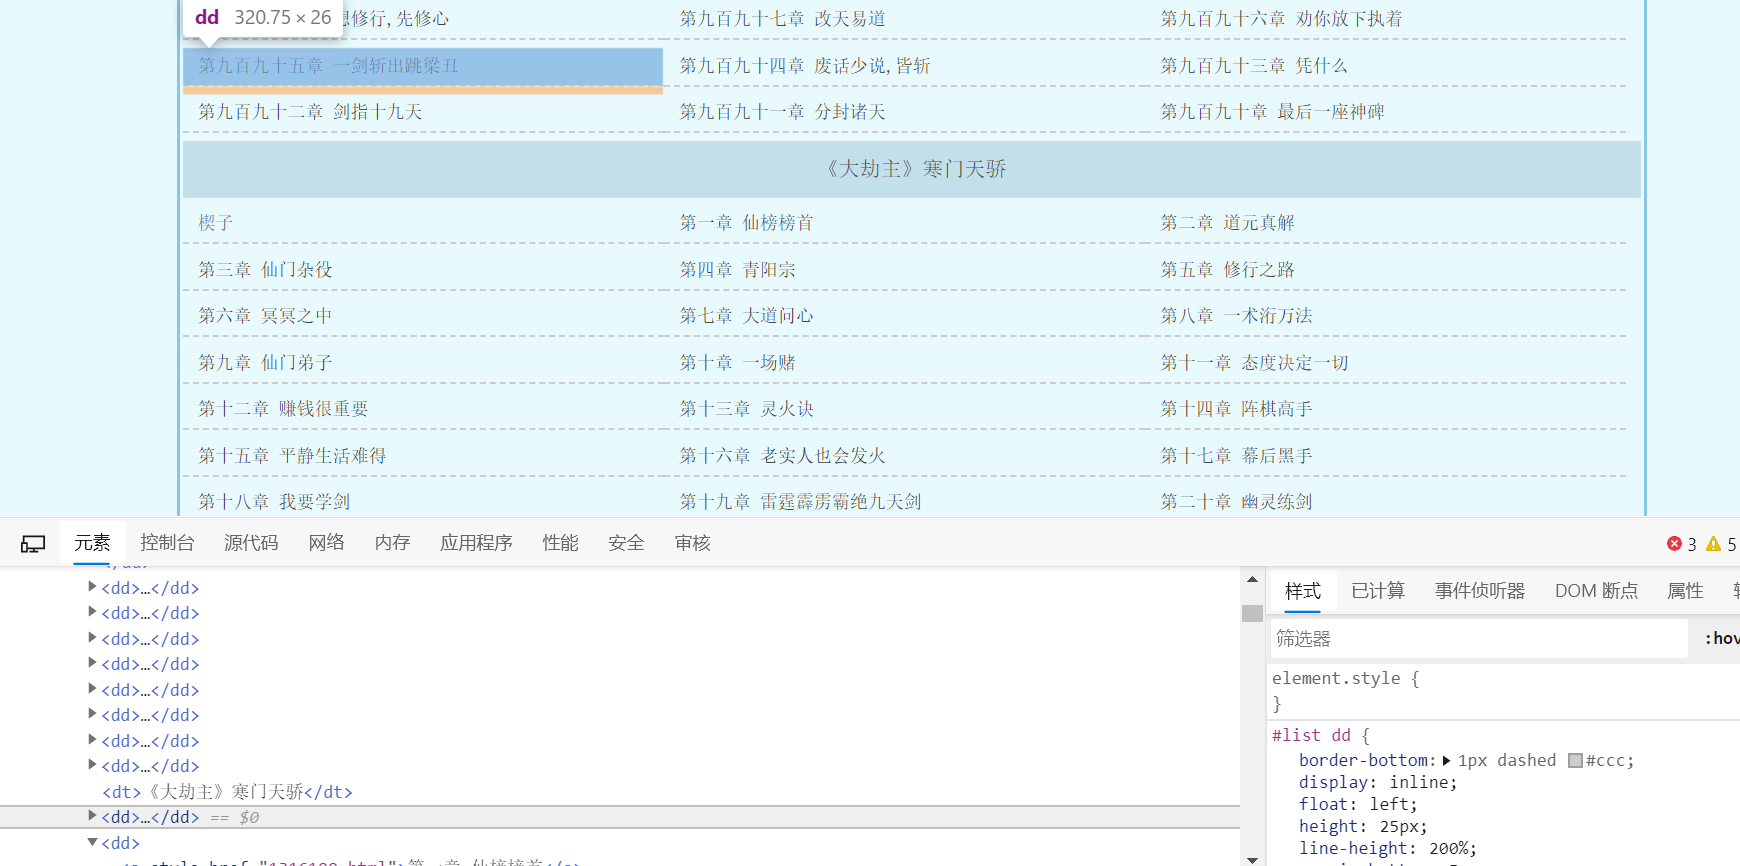 dd 320.75 × 26
想修行,先修心 第九百九十七章 改天易道 第九百九十六章 劝你放下执着
第九百九十五章 一剑斩出跳梁丑 第九百九十四章 废话少说,皆斩 第九百九十三章 凭什么
第九百九十二章 剑指十九天 第九百九十一章 分封诸天 第九百九十章 最后一座神碑
《大劫主》寒门天骄
楔子 第一章 仙榜榜首 第二章 道元真解
第三章 仙门杂役 第四章 青阳宗 第五章 修行之路
第六章 冥冥之中 第七章 大道问心 第八章 一术洐万法
第九章 仙门弟子 第十章 一场赌 第十一章 态度决定一切
第十二章 赚钱很重要 第十三章 灵火诀 第十四章 阵棋高手
第十五章 平静生活难得 第十六章 老实人也会发火 第十七章 幕后黑手
第十八章 我要学剑 第十九章 雷霆霹雳霸绝九天剑 第二十章 幽灵练剑
元素 控制台 源代码 网络 内存 应用程序 性能 安全 审核 3 5
</dd>
<dd>…</dd>
<dd>…</dd>
<dd>…</dd>
<dd>…</dd>
<dd>…</dd>
<dd>…</dd>
<dd>…</dd>
<dd>…</dd>
<dt>《大劫主》寒门天骄</dt>
<dd>…</dd> == $0
<dd>
样式 已计算 事件侦听器 DOM 断点 属性
筛选器 :hov
element.style {
}
#list dd {
border-bottom: 1px dashed #ccc;
display: inline;
float: left;
height: 25px;
line-height: 200%;